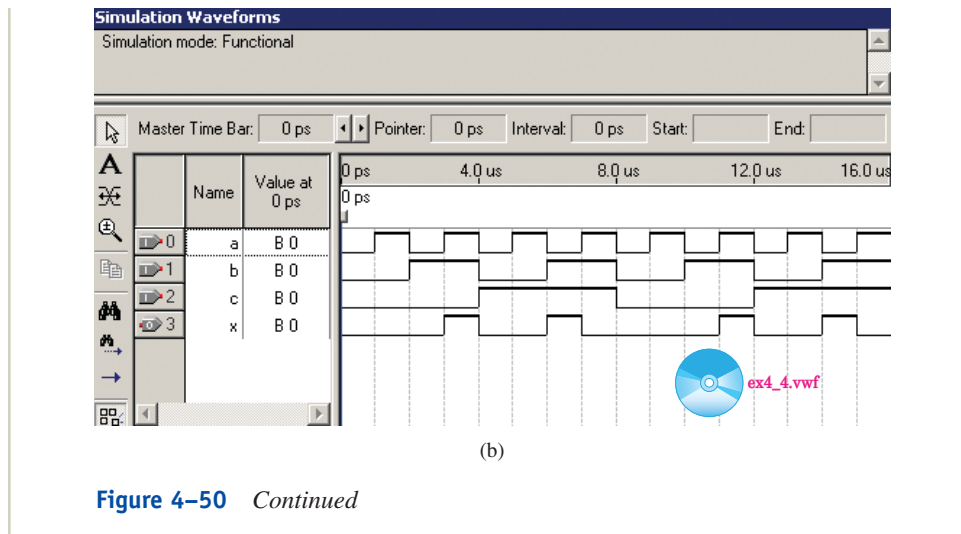 Simulation Waveforms
Simulation mode: Functional
Master Time Bar: 0 ps Pointer: 0 ps Interval: 0 ps Start: End:
A
Name Value at 0 ps
0 ps 4.0 us 8.0 us 12.0 us 16.0 us
0 ps
0 a B 0
1 b B 0
2 c B 0
3 x B 0
ex4_4.vwf
(b)
Figure 4–50 Continued